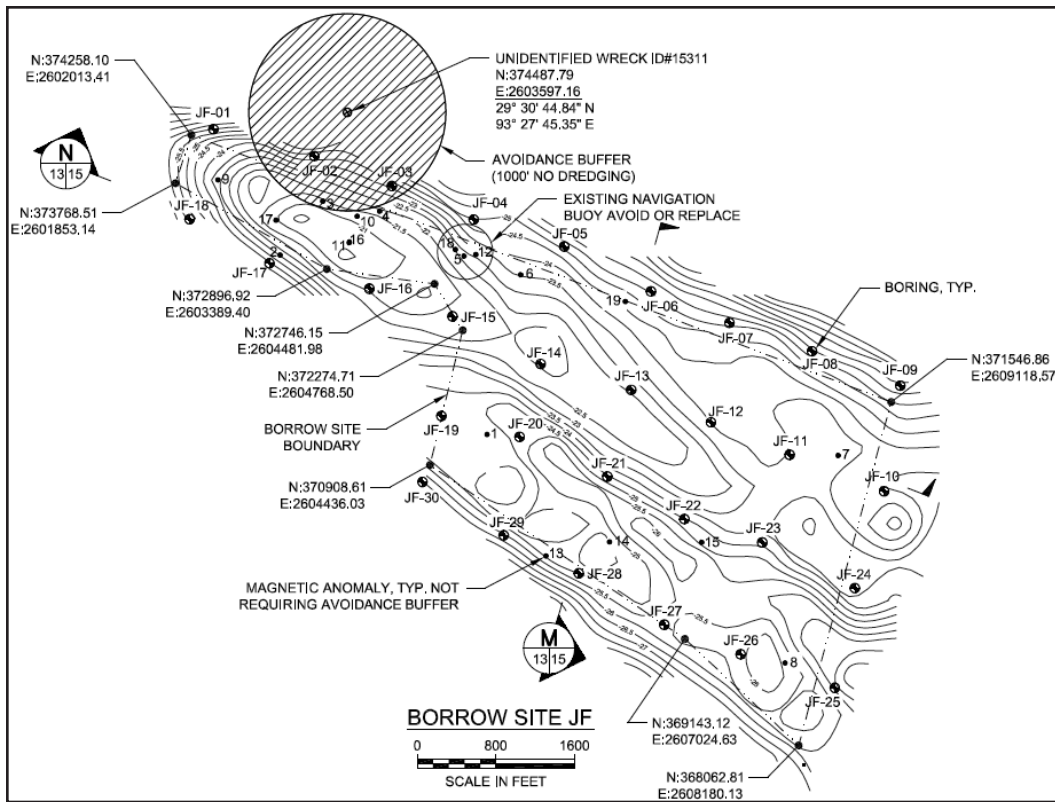 N:374258.10
E;2602013.41
UNIDENTIFIED WRECK ID#15311
N:374487.79
E:2603597.16
29° 30' 44.84" N
93° 27' 45.35" E
JF-01
N
13 15
AVOIDANCE BUFFER
(1000' NO DREDGING)
JF-02
JF-03
9
EXISTING NAVIGATION
BUOY AVOID OR REPLACE
N:373768.51
E:2601853.14
JF-18
3
4
10
17
JF-04
JF-05
16
11
18
5
12
2
JF-17
6
BORING, TYP.
N:372896.92
E:2603389.40
JF-16
19
JF-06
N:372746.15
E:2604481.98
JF-15
JF-07
JF-08
JF-09
N:371546.86
E;2609118.57
N:372274.71
E:2604768.50
JF-14
JF-13
BORROW SITE
BOUNDARY
JF-19
1
JF-20
JF-12
JF-11
7
N:370908.61
E:2604436.03
JF-30
JF-21
JF-10
JF-22
JF-29
JF-23
14
15
13
MAGNETIC ANOMALY, TYP. NOT
REQUIRING AVOIDANCE BUFFER
JF-28
JF-24
JF-27
M
13 15
JF-26
8
JF-25
BORROW SITE JF
0 800 1600
SCALE IN FEET
N:369143.12
E:2607024.63
N:368062.81
E:2608180.13